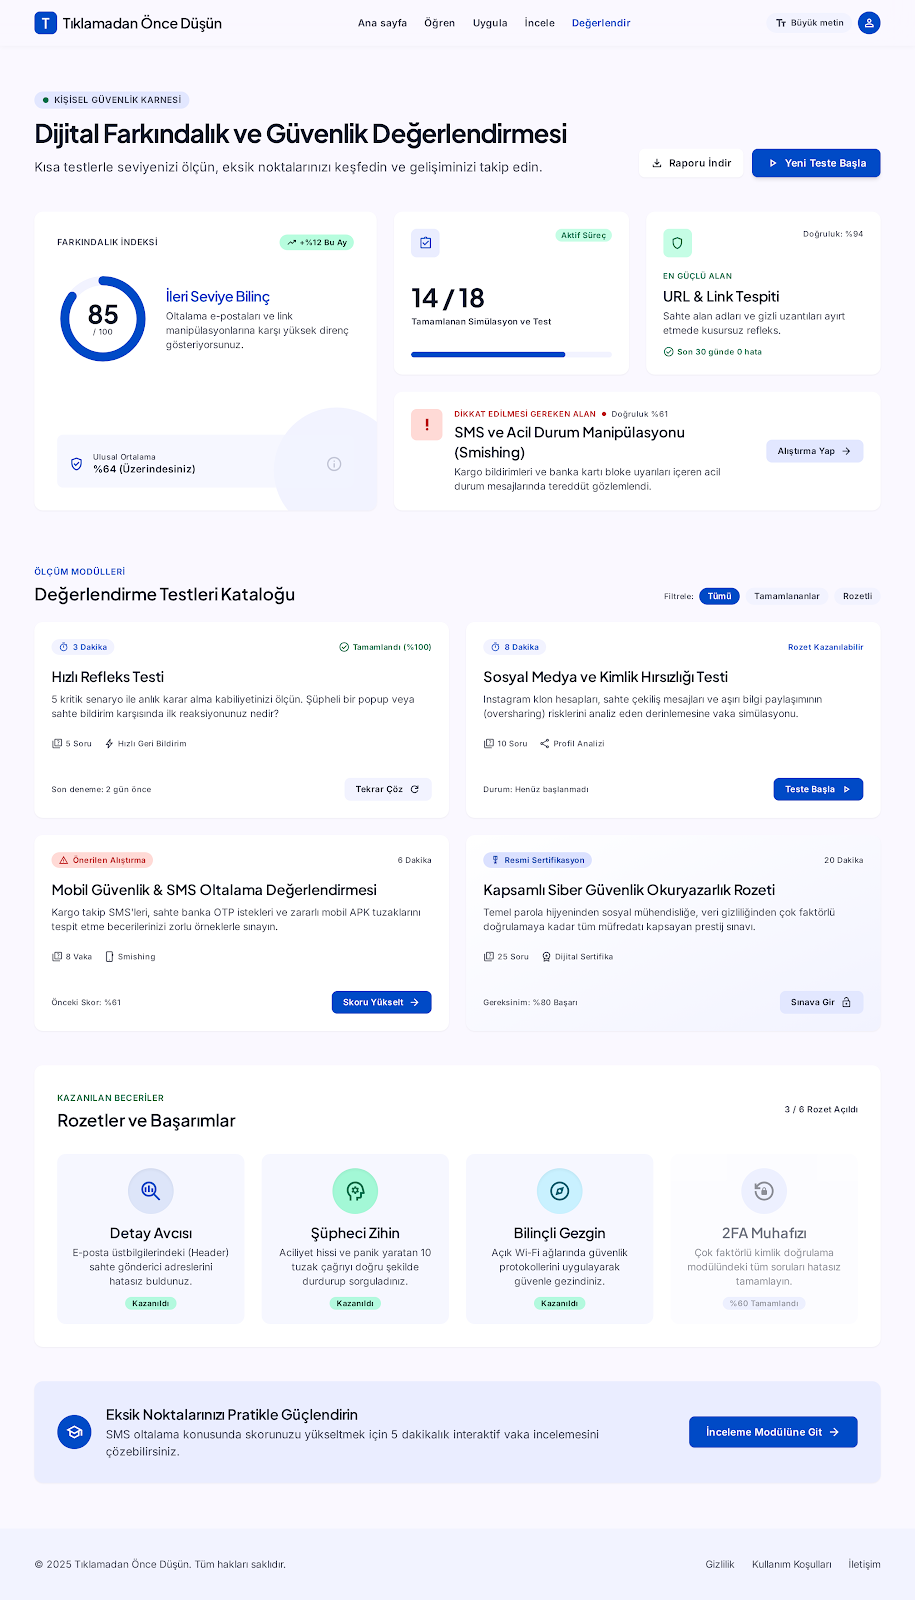 T Tıklamadan Önce Düşün
Ana sayfa Öğren Uygula İncele Değerlendir
Tт Büyük metin
KİŞİSEL GÜVENLİK KARNESİ
Dijital Farkındalık ve Güvenlik Değerlendirmesi
Kısa testlerle seviyenizi ölçün, eksik noktalarınızı keşfedin ve gelişiminizi takip edin.
Raporu İndir
Yeni Teste Başla
FARKINDALIK İNDEKSİ
+%12 Bu Ay
85
/ 100
İleri Seviye Bilinç
Oltalama e-postaları ve link
manipülasyonlarına karşı yüksek direnç
gösteriyorsunuz.
Ulusal Ortalama
%64 (Üzerindesiniz)
Aktif Süreç
14 / 18
Tamamlanan Simülasyon ve Test
Doğruluk: %94
EN GÜÇLÜ ALAN
URL & Link Tespiti
Sahte alan adları ve gizli uzantıları ayırt
etmede kusursuz refleks.
Son 30 günde 0 hata
DİKKAT EDİLMESİ GEREKEN ALAN • Doğruluk %61
SMS ve Acil Durum Manipülasyonu
(Smishing)
Kargo bildirimleri ve banka kartı bloke uyarıları içeren acil
durum mesajlarında tereddüt gözlemlendi.
Alıştırma Yap
ÖLÇÜM MODÜLLERİ
Değerlendirme Testleri Kataloğu
Filtrele: Tümü Tamamlananlar Rozetli
3 Dakika
Tamamlandı (%100)
Hızlı Refleks Testi
5 kritik senaryo ile anlık karar alma kabiliyetinizi ölçün. Şüpheli bir popup veya
sahte bildirim karşısında ilk reaksiyonunuz nedir?
5 Soru Hızlı Geri Bildirim
Son deneme: 2 gün önce
Tekrar Çöz
8 Dakika
Rozet Kazanılabilir
Sosyal Medya ve Kimlik Hırsızlığı Testi
Instagram klon hesapları, sahte çekiliş mesajları ve aşırı bilgi paylaşımının
(oversharing) risklerini analiz eden derinlemesine vaka simülasyonu.
10 Soru Profil Analizi
Durum: Henüz başlanmadı
Teste Başla
Önerilen Alıştırma
6 Dakika
Mobil Güvenlik & SMS Oltalama Değerlendirmesi
Kargo takip SMS'leri, sahte banka OTP istekleri ve zararlı mobil APK tuzaklarını
tespit etme becerilerinizi zorlu örneklerle sınayın.
8 Vaka Smishing
Önceki Skor: %61
Skoru Yükselt
Resmi Sertifikasyon
20 Dakika
Kapsamlı Siber Güvenlik Okuryazarlık Rozeti
Temel parola hijyeninden sosyal mühendisliğe, veri gizliliğinden çok faktörlü
doğrulamaya kadar tüm müfredatı kapsayan prestij sınavı.
25 Soru Dijital Sertifika
Gereksinim: %80 Başarı
Sınava Gir
KAZANILAN BECERİLER
Rozetler ve Başarımlar
3 / 6 Rozet Açıldı
Detay Avcısı
E-posta üstbilgilerindeki (Header)
sahte gönderici adreslerini
hatasız buldunuz.
Kazanıldı
Şüpheci Zihin
Aciliyet hissi ve panik yaratan 10
tuzak çağrıyı doğru şekilde
durdurup sorguladınız.
Kazanıldı
Bilinçli Gezgin
Açık Wi-Fi ağlarında güvenlik
protokollerini uygulayarak
güvenle gezindiniz.
Kazanıldı
2FA Muhafızı
Çok faktörlü kimlik doğrulama
modülündeki tüm soruları hatasız
tamamlayın.
%60 Tamamlandı
Eksik Noktalarınızı Pratikle Güçlendirin
SMS oltalama konusunda skorunuzu yükseltmek için 5 dakikalık interaktif vaka incelemesini
çözebilirsiniz.
İnceleme Modülüne Git
© 2025 Tıklamadan Önce Düşün. Tüm hakları saklıdır.
Gizlilik Kullanım Koşulları İletişim